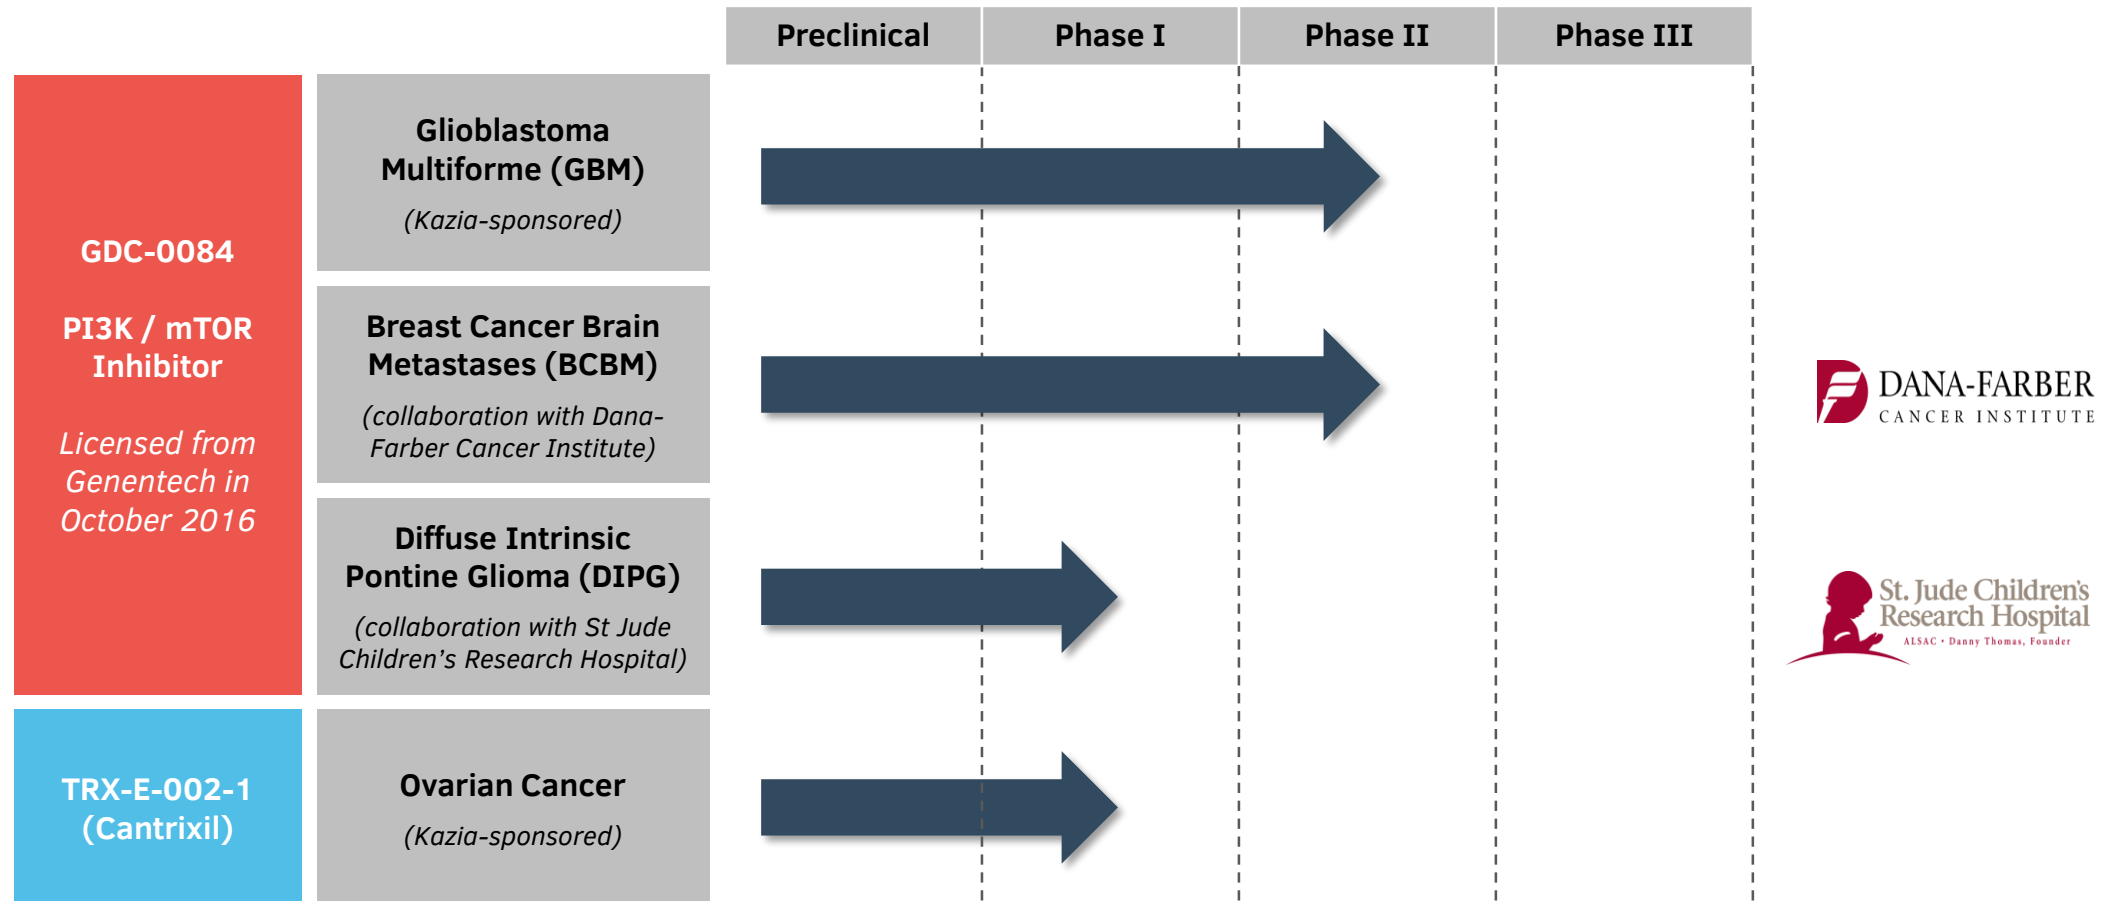 Preclinical
Phase I
Phase II
Phase III
GDC-0084
PI3K / mTOR
Inhibitor
Licensed from
Genentech in
October 2016
Glioblastoma
Multiforme (GBM)
(Kazia-sponsored)
Breast Cancer Brain
Metastases (BCBM)
(collaboration with Dana-
Farber Cancer Institute)
DANA-FARBER
CANCER INSTITUTE
Diffuse Intrinsic
Pontine Glioma (DIPG)
(collaboration with St Jude
Children’s Research Hospital)
St. Jude Children's
Research Hospital
ALSAC • Danny Thomas, Founder
TRX-E-002-1
(Cantrixil)
Ovarian Cancer
(Kazia-sponsored)